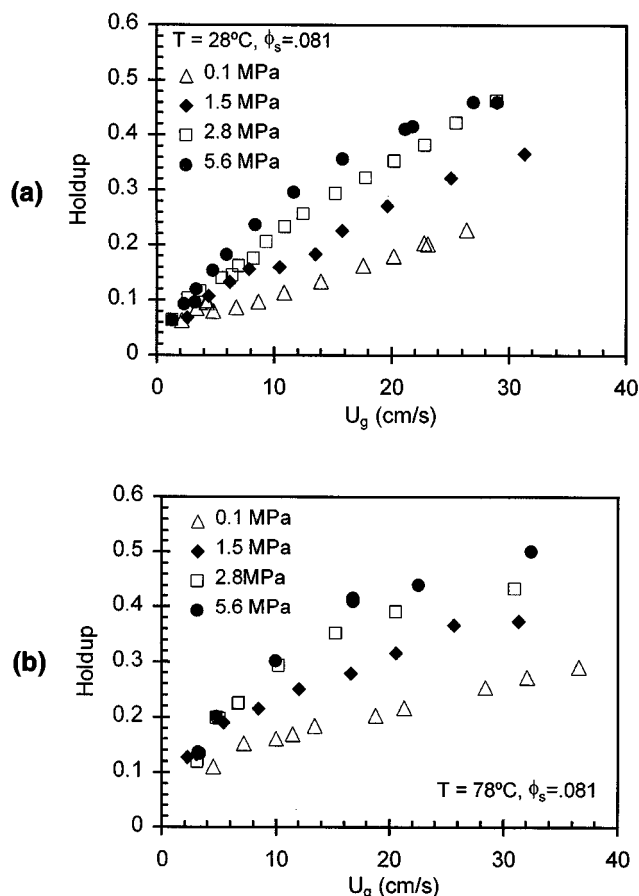 (a)
T = 28ºC, ϕs=.081
0.1 MPa
1.5 MPa
2.8 MPa
5.6 MPa
Holdup
0.6
0.5
0.4
0.3
0.2
0.1
0
0 10 20 30 40
Ug (cm/s)
(b)
0.1 MPa
1.5 MPa
2.8MPa
5.6 MPa
T = 78ºC, ϕs=.081
Holdup
0.6
0.5
0.4
0.3
0.2
0.1
0
0 10 20 30 40
Ug (cm/s)